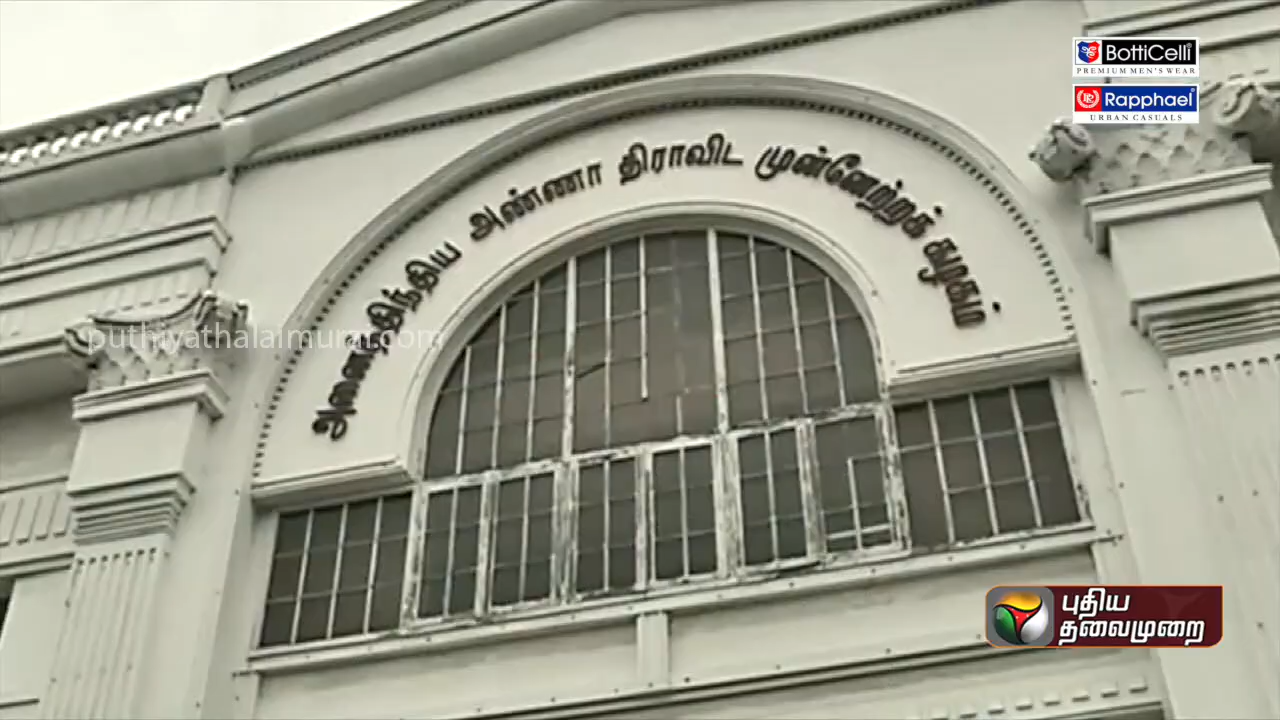 BottiCelli
PREMIUM MEN'S WEAR
Rapphael
URBAN CASUALS
அனைத்திந்திய அண்ணா திராவிட முன்னேற்றக் கழகம்
puthiyathalaimurai.com
புதிய
தலைமுறை